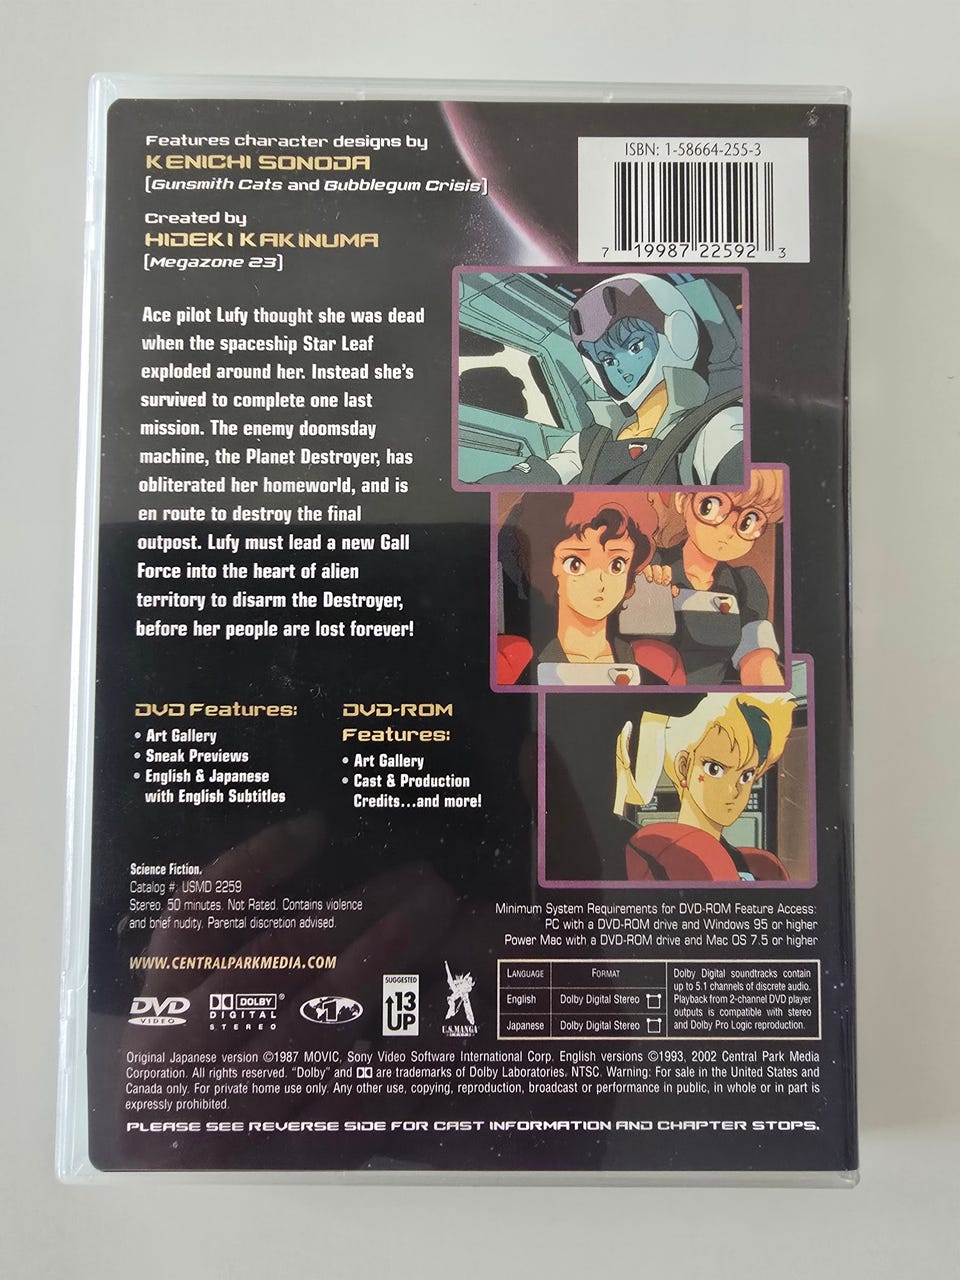 Features character designs by
KENICHI SONODA
[Gunsmith Cats and Bubblegum Crisis]
Created by
HIDEKI KAKINUMA
[Megazone 23]
ISBN: 1-58664-255-3
7 19987 22592 3
Ace pilot Lufy thought she was dead
when the spaceship Star Leaf
exploded around her. Instead she's
survived to complete one last
mission. The enemy doomsday
machine, the Planet Destroyer, has
obliterated her homeworld, and is
en route to destroy the final
outpost. Lufy must lead a new Gall
Force into the heart of alien
territory to disarm the Destroyer,
before her people are lost forever!
DVD Features:
• Art Gallery
• Sneak Previews
• English & Japanese
with English Subtitles
DVD-ROM
Features:
• Art Gallery
• Cast & Production
Credits...and more!
Science Fiction.
Catalog #: USMD 2259
Stereo. 50 minutes. Not Rated. Contains violence
and brief nudity. Parental discretion advised.
WWW.CENTRALPARKMEDIA.COM
Minimum System Requirements for DVD-ROM Feature Access:
PC with a DVD-ROM drive and Windows 95 or higher
Power Mac with a DVD-ROM drive and Mac OS 7.5 or higher
DVD
VIDEO
DOLBY
DIGITAL
STEREO
1
SUGGESTED
13
UP
U.S. MANGA
LANGUAGE FORMAT
English Dolby Digital Stereo
Japanese Dolby Digital Stereo
Dolby Digital soundtracks contain
up to 5.1 channels of discrete audio.
Playback from 2-channel DVD player
outputs is compatible with stereo
and Dolby Pro Logic reproduction.
Original Japanese version ©1987 MOVIC, Sony Video Software International Corp. English versions ©1993, 2002 Central Park Media
Corporation. All rights reserved. "Dolby" and are trademarks of Dolby Laboratories. NTSC. Warning: For sale in the United States and
Canada only. For private home use only. Any other use, copying, reproduction, broadcast or performance in public, in whole or in part is
expressly prohibited.
PLEASE SEE REVERSE SIDE FOR CAST INFORMATION AND CHAPTER STOPS.